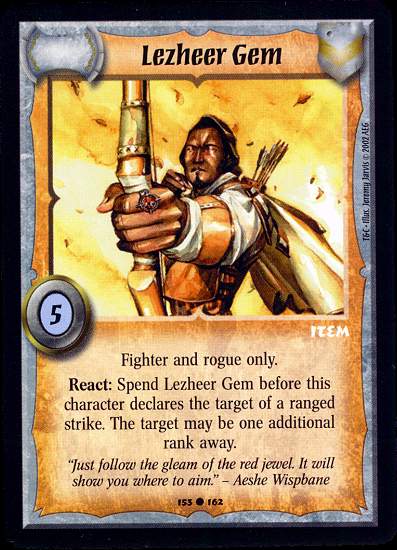 Lezheer Gem
TGC • Illus. Jeremy Jarvis © 2002 AEG
5
ITEM
Fighter and rogue only.
React: Spend Lezheer Gem before this
character declares the target of a ranged
strike. The target may be one additional
rank away.
“Just follow the gleam of the red jewel. It will
show you where to aim.” – Aeshe Wispbane
153 ● 162